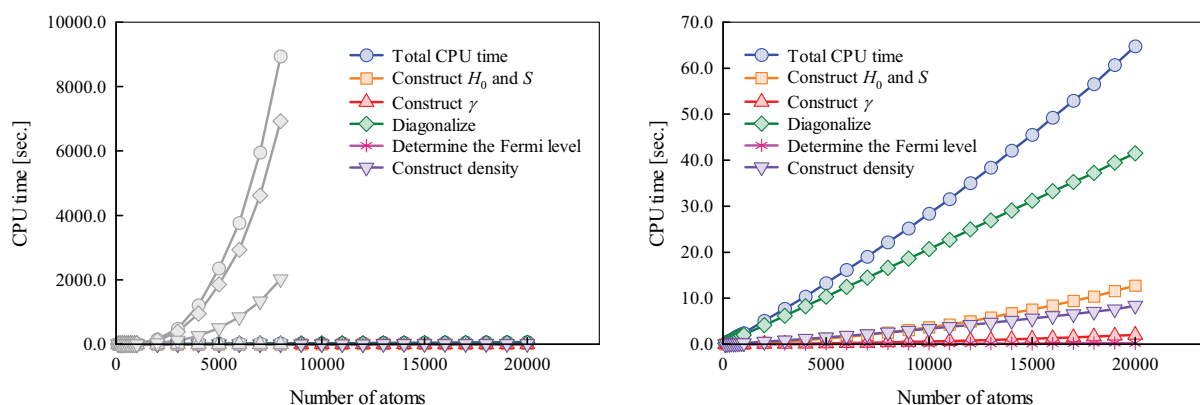 10000.0
8000.0
6000.0
4000.0
2000.0
0.0
CPU time [sec.]
5000
10000
15000
20000
Number of atoms
Total CPU time
Construct H0 and S
Construct γ
Diagonalize
Determine the Fermi level
Construct density
70.0
60.0
50.0
40.0
30.0
20.0
10.0
0.0
CPU time [sec.]
5000
10000
15000
20000
Number of atoms
Total CPU time
Construct H0 and S
Construct γ
Diagonalize
Determine the Fermi level
Construct density